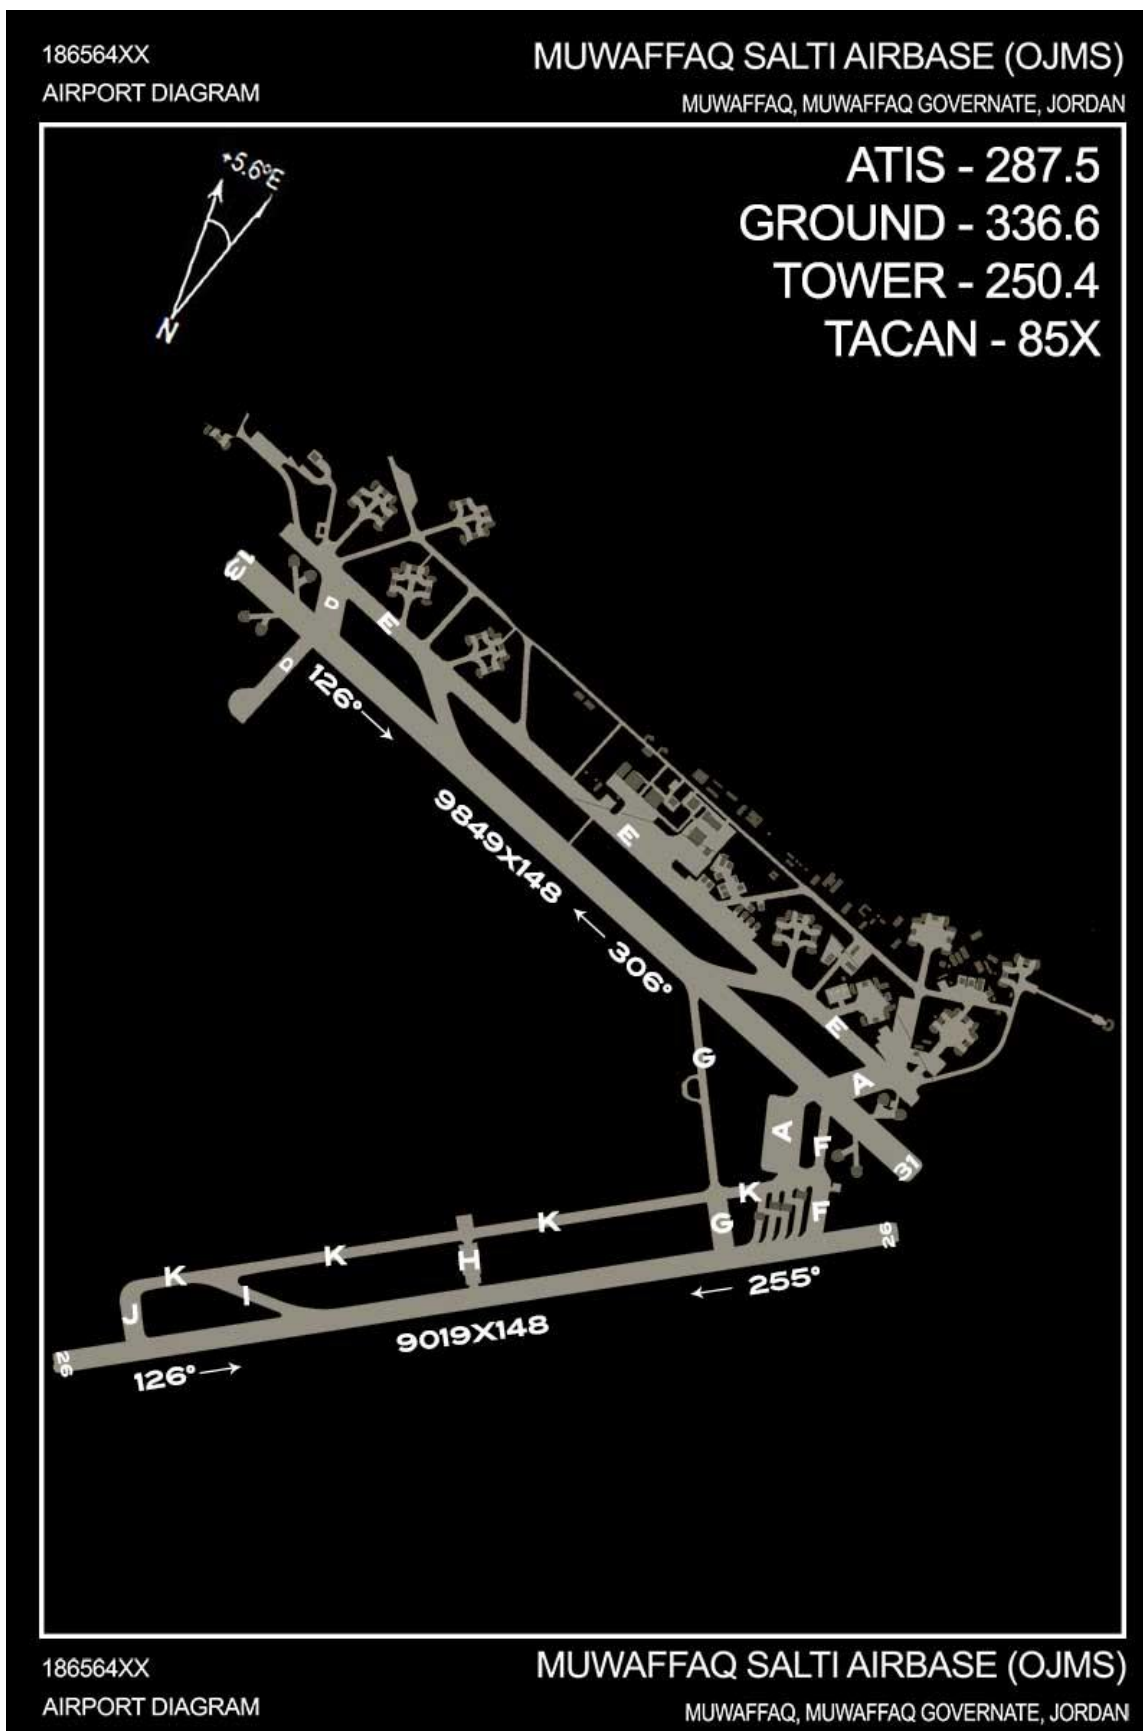 186564XX
MUWAFFAQ SALTI AIRBASE (OJMS)
AIRPORT DIAGRAM
MUWAFFAQ, MUWAFFAQ GOVERNATE, JORDAN
+5.6°E
N
ATIS - 287.5
GROUND - 336.6
TOWER - 250.4
TACAN - 85X
13
D
E
D
126°
9849X148
E
306°
E
G
A
A
F
31
K
K
G
F
26
K
H
K
I
255°
J
9019X148
26
126°
186564XX
MUWAFFAQ SALTI AIRBASE (OJMS)
AIRPORT DIAGRAM
MUWAFFAQ, MUWAFFAQ GOVERNATE, JORDAN